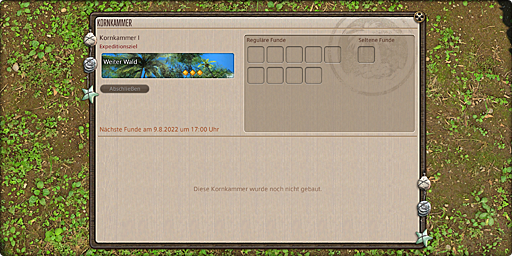 KORNKAMMER
Kornkammer I
Expeditionsziel
Weiter Wald
Abschließen
Reguläre Funde
Seltene Funde
Nächste Funde am 9.8.2022 um 17:00 Uhr
Diese Kornkammer wurde noch nicht gebaut.